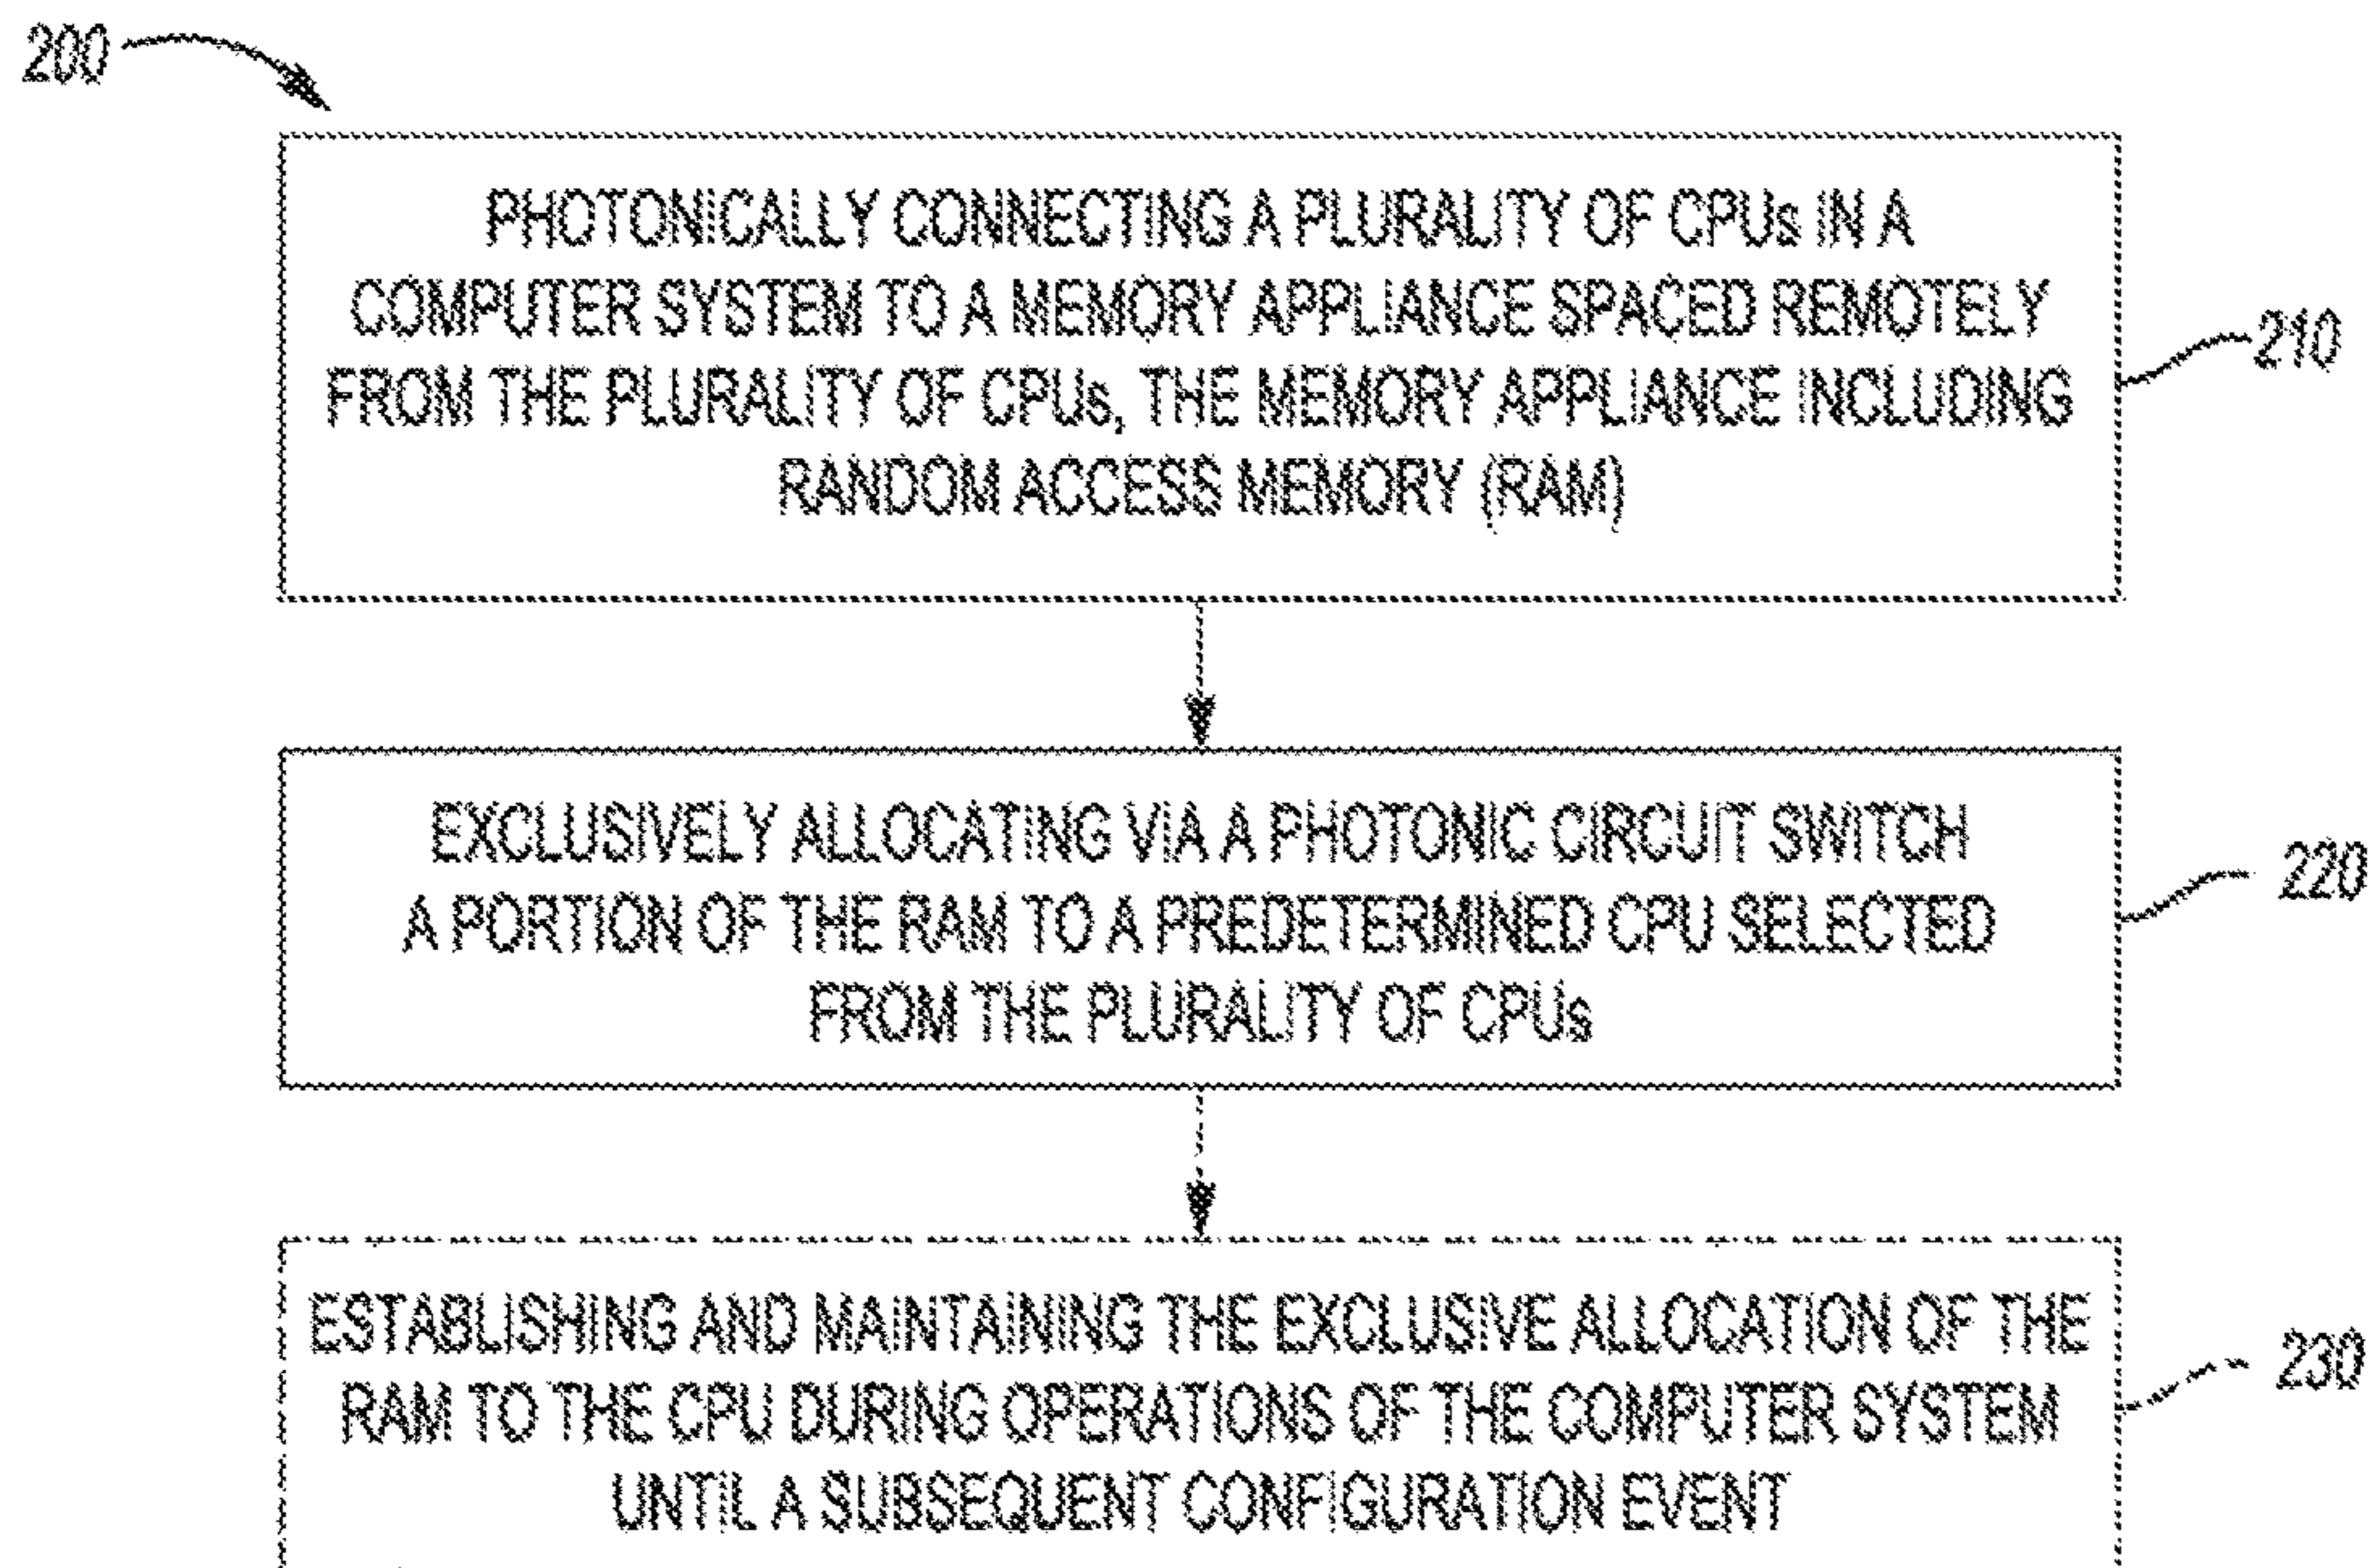 200
PHOTONICALLY CONNECTING A PLURALITY OF CPUs IN A
COMPUTER SYSTEM TO A MEMORY APPLIANCE SPACED REMOTELY
FROM THE PLURALITY OF CPUs, THE MEMORY APPLIANCE INCLUDING
RANDOM ACCESS MEMORY (RAM)
210
EXCLUSIVELY ALLOCATING VIA A PHOTONIC CIRCUIT SWITCH
A PORTION OF THE RAM TO A PREDETERMINED CPU SELECTED
FROM THE PLURALITY OF CPUs
220
ESTABLISHING AND MAINTAINING THE EXCLUSIVE ALLOCATION OF THE
RAM TO THE CPU DURING OPERATIONS OF THE COMPUTER SYSTEM
UNTIL A SUBSEQUENT CONFIGURATION EVENT
230